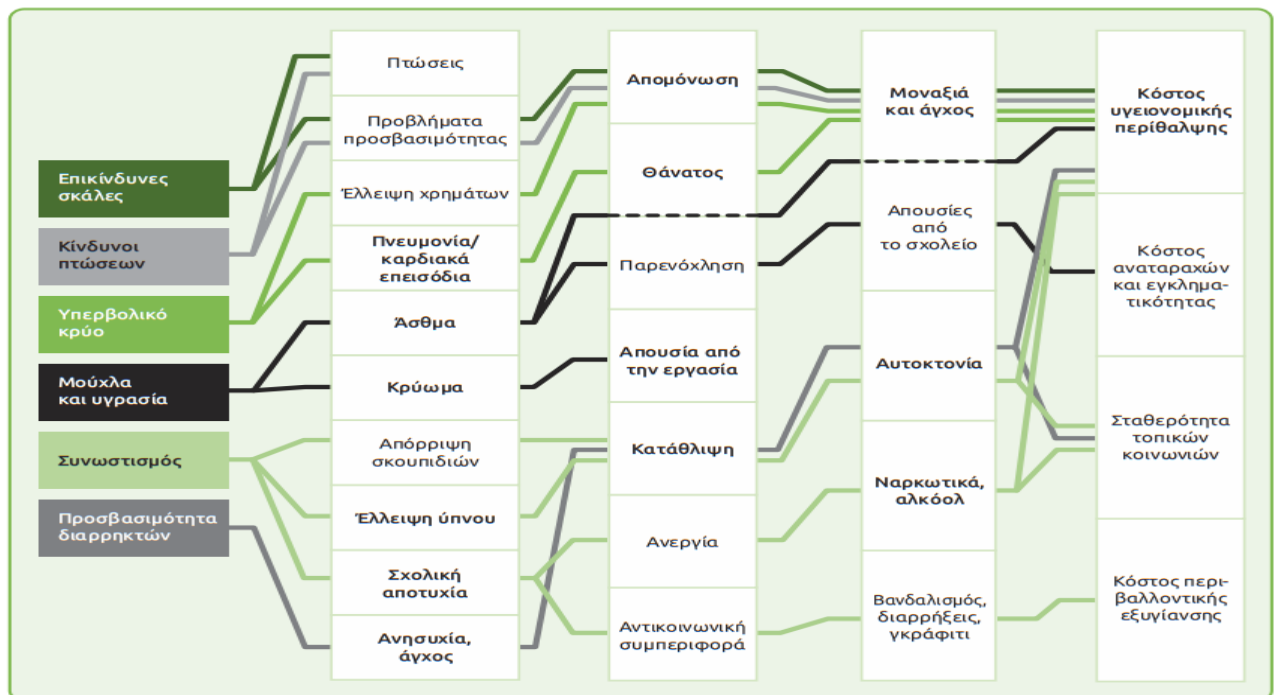 Επικίνδυνες
σκάλες
Κίνδυνοι
πτώσεων
Υπερβολικό
κρύο
Μούχλα
και υγρασία
Συνωστισμός
Προσβασιμότητα
διαρρηκτών
Πτώσεις
Προβλήματα
προσβασιμότητας
Έλλειψη χρημάτων
Πνευμονία/
καρδιακά
επεισόδια
Άσθμα
Κρύωμα
Απόρριψη
σκουπιδιών
Έλλειψη ύπνου
Σχολική
αποτυχία
Ανησυχία,
άγχος
Απομόνωση
Θάνατος
Παρενόχληση
Απουσία από
την εργασία
Κατάθλιψη
Ανεργία
Αντικοινωνική
συμπεριφορά
Μοναξιά
και άγχος
Απουσίες
από
το σχολείο
Αυτοκτονία
Ναρκωτικά,
αλκόολ
Βανδαλισμός,
διαρρήξεις,
γκράφιτι
Κόστος
υγειονομικής
περίθαλψης
Κόστος
αναταραχών
και εγκλημα-
τικότητας
Σταθερότητα
τοπικών
κοινωνιών
Κόστος περι-
βαλλοντικής
εξυγίανσης